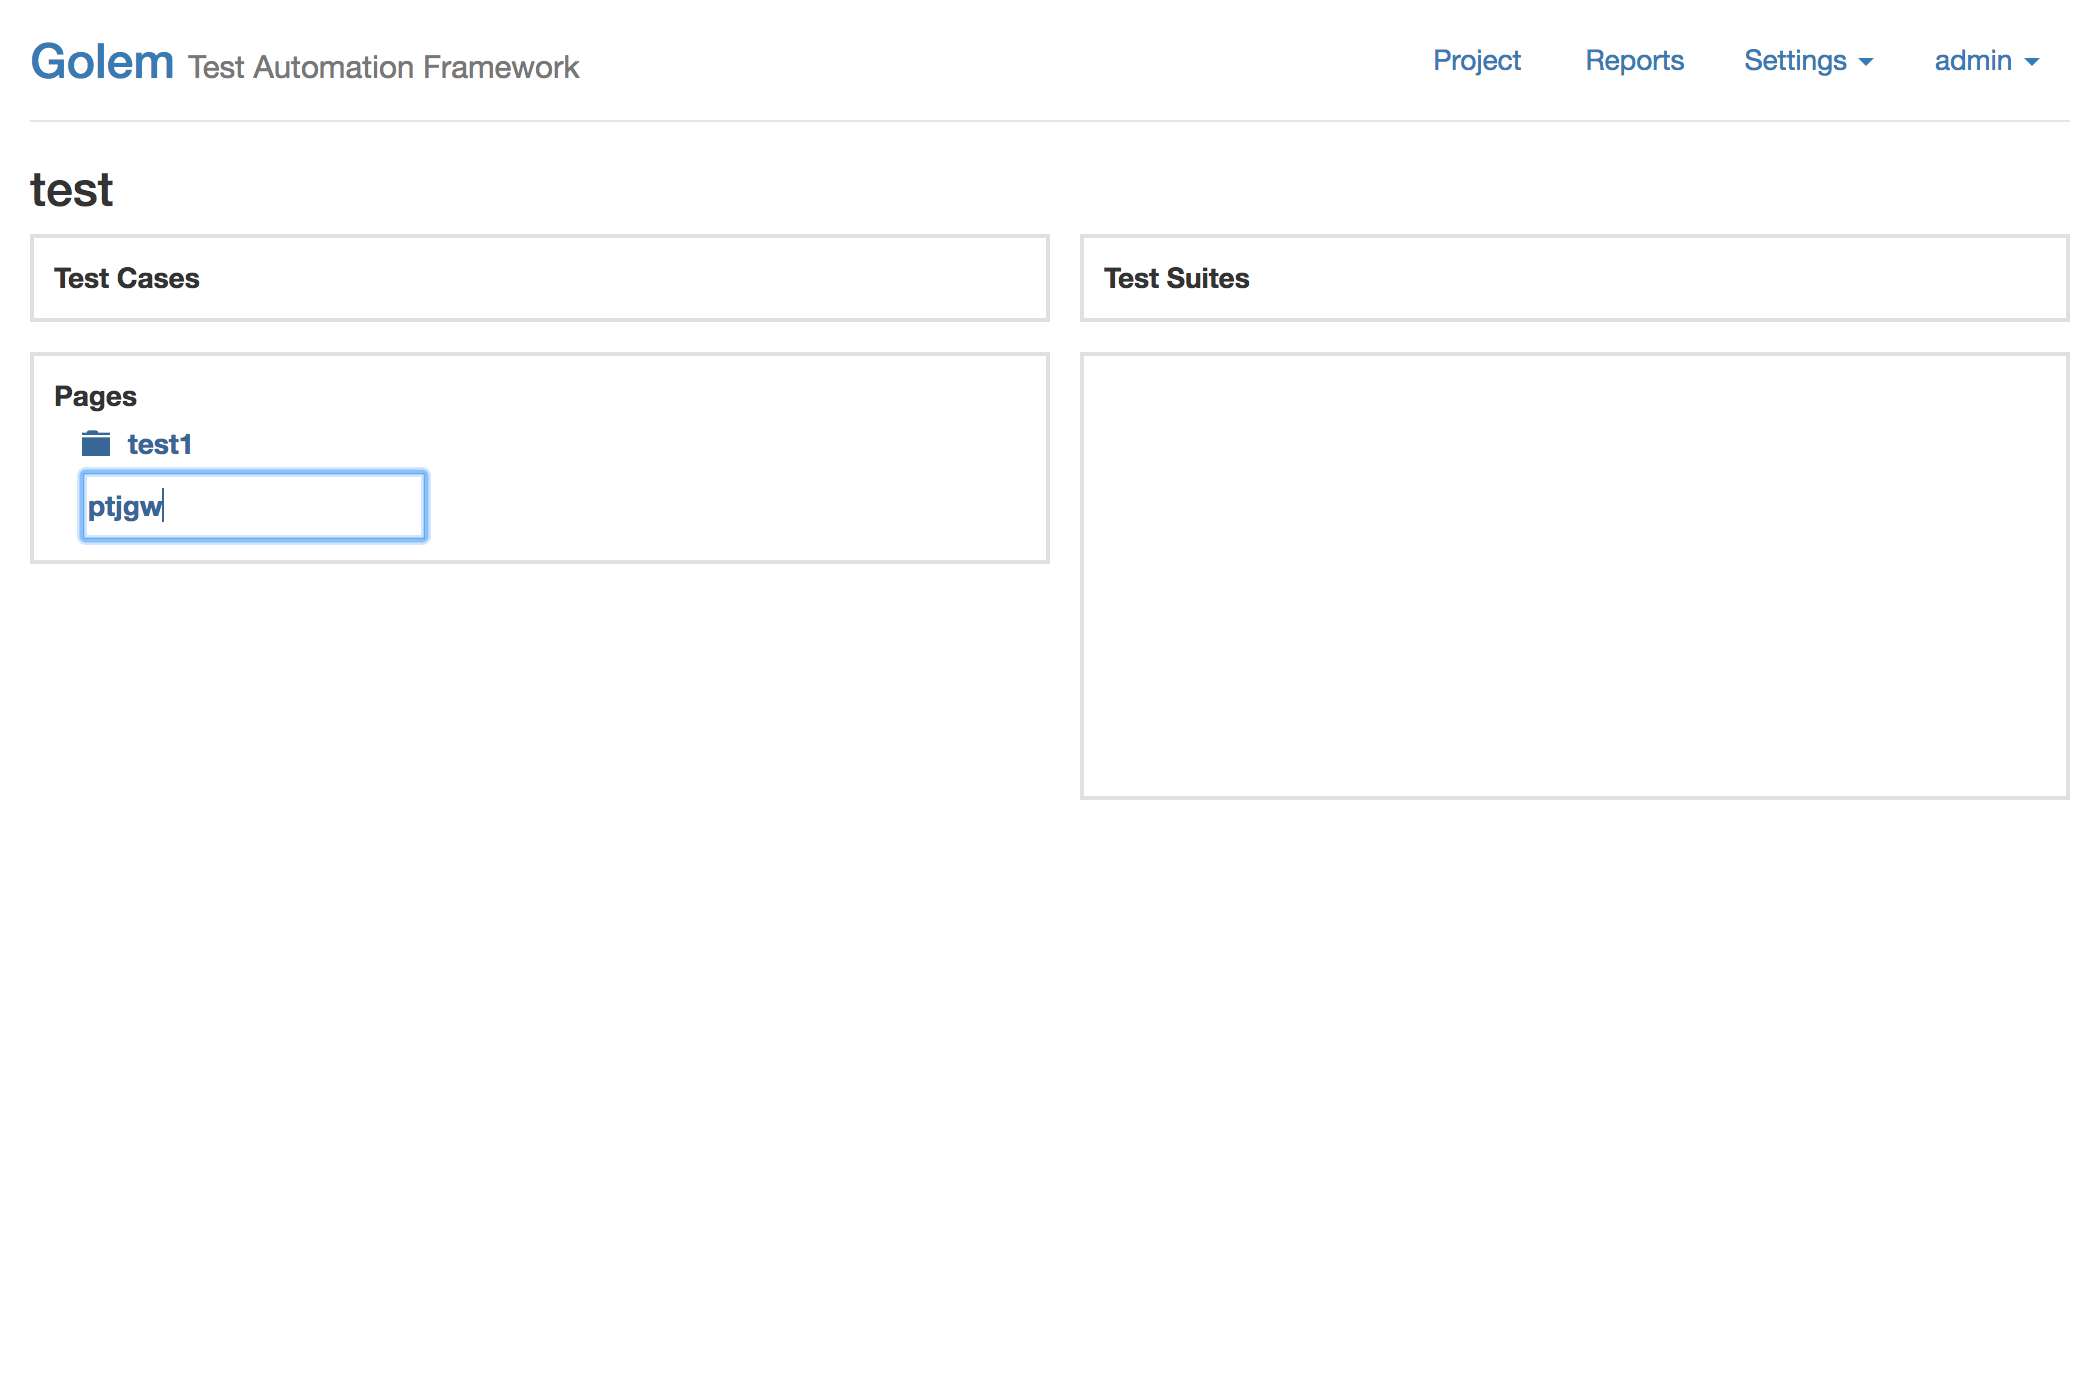 Golem Test Automation Framework
Project Reports Settings admin
test
Test Cases
Test Suites
Pages
test1
ptjgw